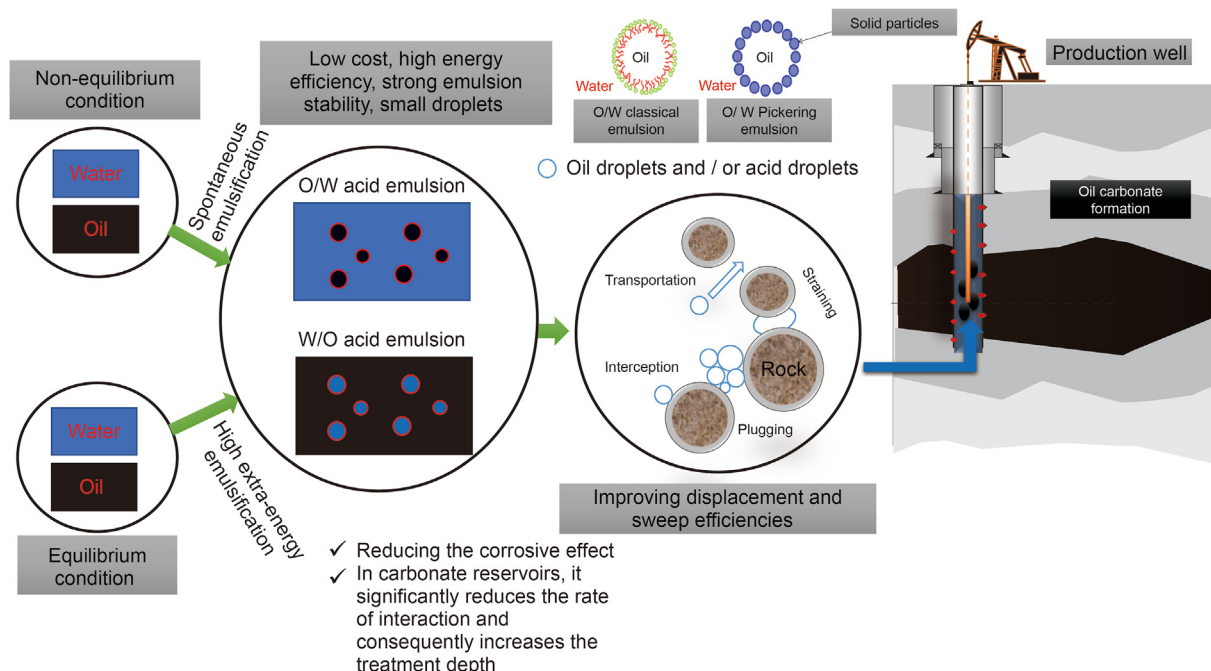 Non-equilibrium
condition
Water
Oil
Spontaneous
emulsification
Low cost, high energy
efficiency, strong emulsion
stability, small droplets
O/W acid emulsion
W/O acid emulsion
Water
Oil
Equilibrium
condition
High extra-energy
emulsification
✓ Reducing the corrosive effect
✓ In carbonate reservoirs, it
significantly reduces the rate
of interaction and
consequently increases the
treatment depth
Oil
Water
O/W classical
emulsion
Oil
Water
O/ W Pickering
emulsion
Solid particles
Oil droplets and / or acid droplets
Transportation
Straining
Interception
Rock
Plugging
Improving displacement and
sweep efficiencies
Production well
Oil carbonate
formation